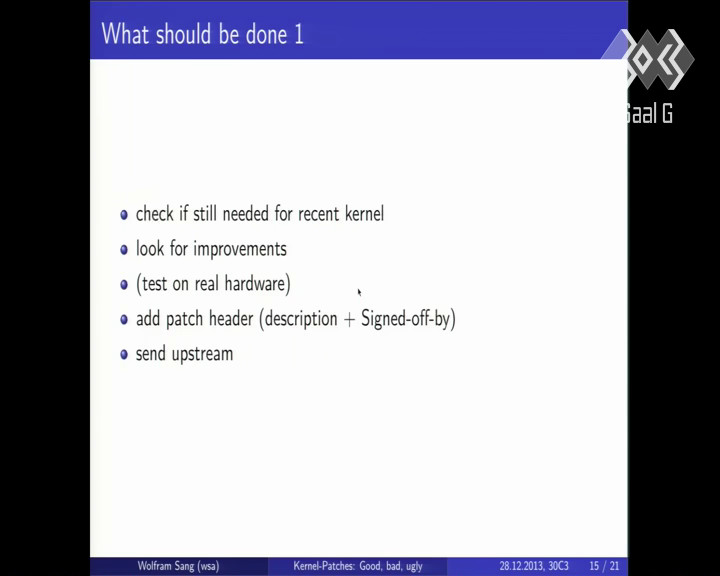 What should be done 1
Saal G
check if still needed for recent kernel
look for improvements
(test on real hardware)
add patch header (description + Signed-off-by)
send upstream
Wolfram Sang (wsa) Kernel-Patches: Good, bad, ugly 28.12.2013, 30C3 15 / 21